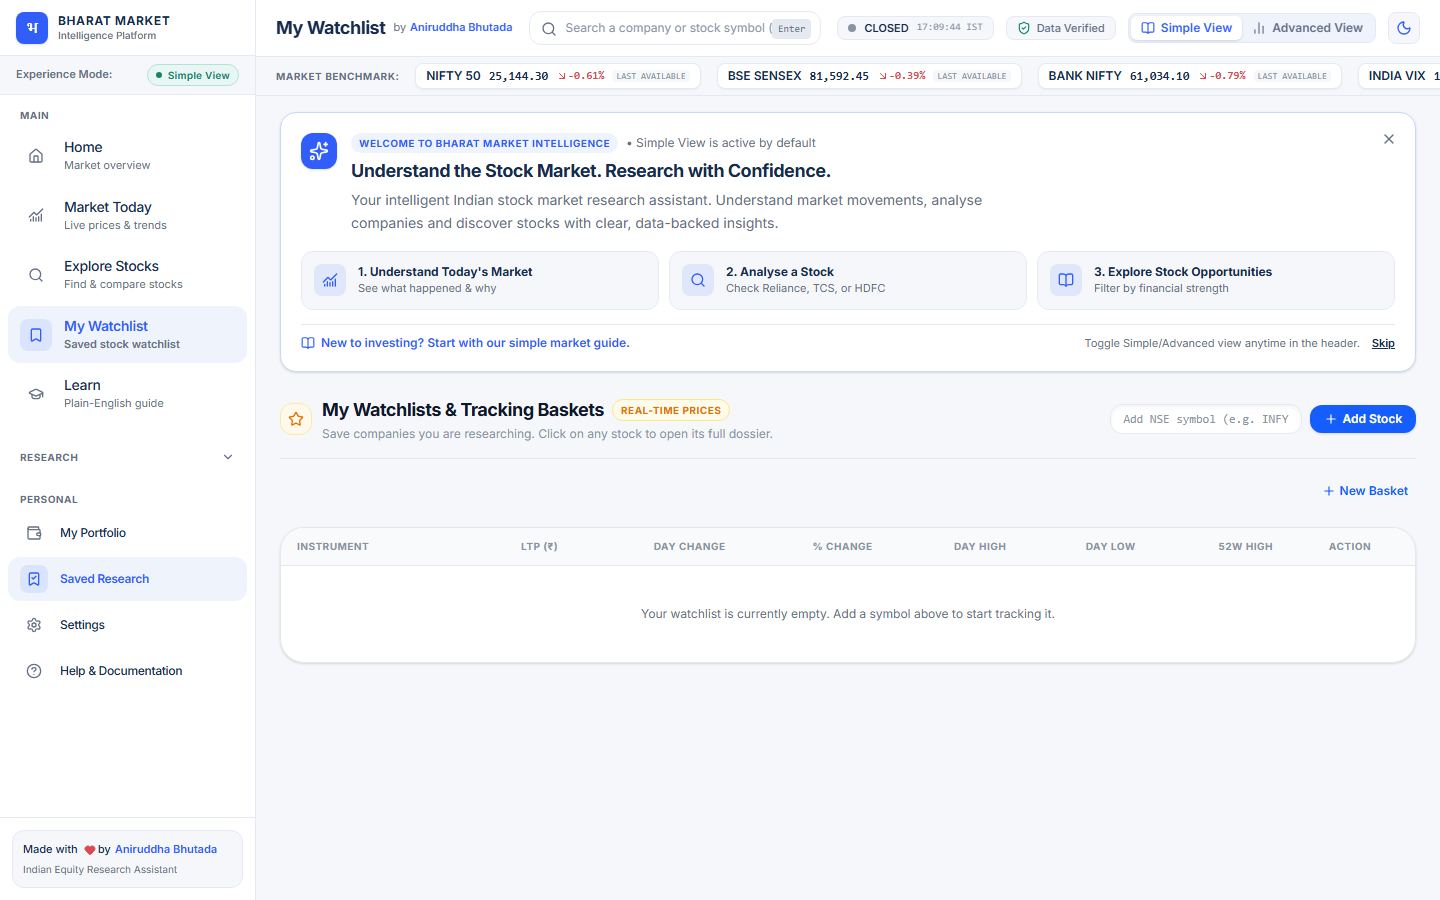 भ
BHARAT MARKET
Intelligence Platform
Experience Mode:
Simple View
MAIN
Home
Market overview
Market Today
Live prices & trends
Explore Stocks
Find & compare stocks
My Watchlist
Saved stock watchlist
Learn
Plain-English guide
RESEARCH
PERSONAL
My Portfolio
Saved Research
Settings
Help & Documentation
Made with ❤ by Aniruddha Bhutada
Indian Equity Research Assistant
My Watchlist by Aniruddha Bhutada
Search a company or stock symbol (
Enter
CLOSED 17:09:44 IST
Data Verified
Simple View
Advanced View
MARKET BENCHMARK:
NIFTY 50 25,144.30 ↘-0.61% LAST AVAILABLE
BSE SENSEX 81,592.45 ↘-0.39% LAST AVAILABLE
BANK NIFTY 61,034.10 ↘-0.79% LAST AVAILABLE
INDIA VIX 1
WELCOME TO BHARAT MARKET INTELLIGENCE • Simple View is active by default
Understand the Stock Market. Research with Confidence.
Your intelligent Indian stock market research assistant. Understand market movements, analyse
companies and discover stocks with clear, data-backed insights.
1. Understand Today's Market
See what happened & why
2. Analyse a Stock
Check Reliance, TCS, or HDFC
3. Explore Stock Opportunities
Filter by financial strength
New to investing? Start with our simple market guide.
Toggle Simple/Advanced view anytime in the header. Skip
My Watchlists & Tracking Baskets REAL-TIME PRICES
Save companies you are researching. Click on any stock to open its full dossier.
Add NSE symbol (e.g. INFY
+ Add Stock
+ New Basket
INSTRUMENT LTP (₹) DAY CHANGE % CHANGE DAY HIGH DAY LOW 52W HIGH ACTION
Your watchlist is currently empty. Add a symbol above to start tracking it.